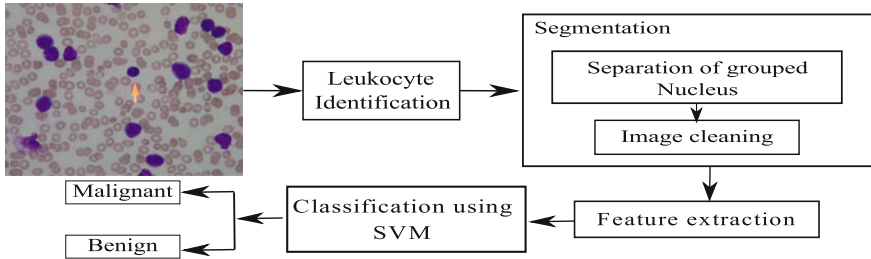 Leukocyte
Identification
Segmentation
Separation of grouped
Nucleus
Image cleaning
Feature extraction
Classification using
SVM
Malignant
Benign